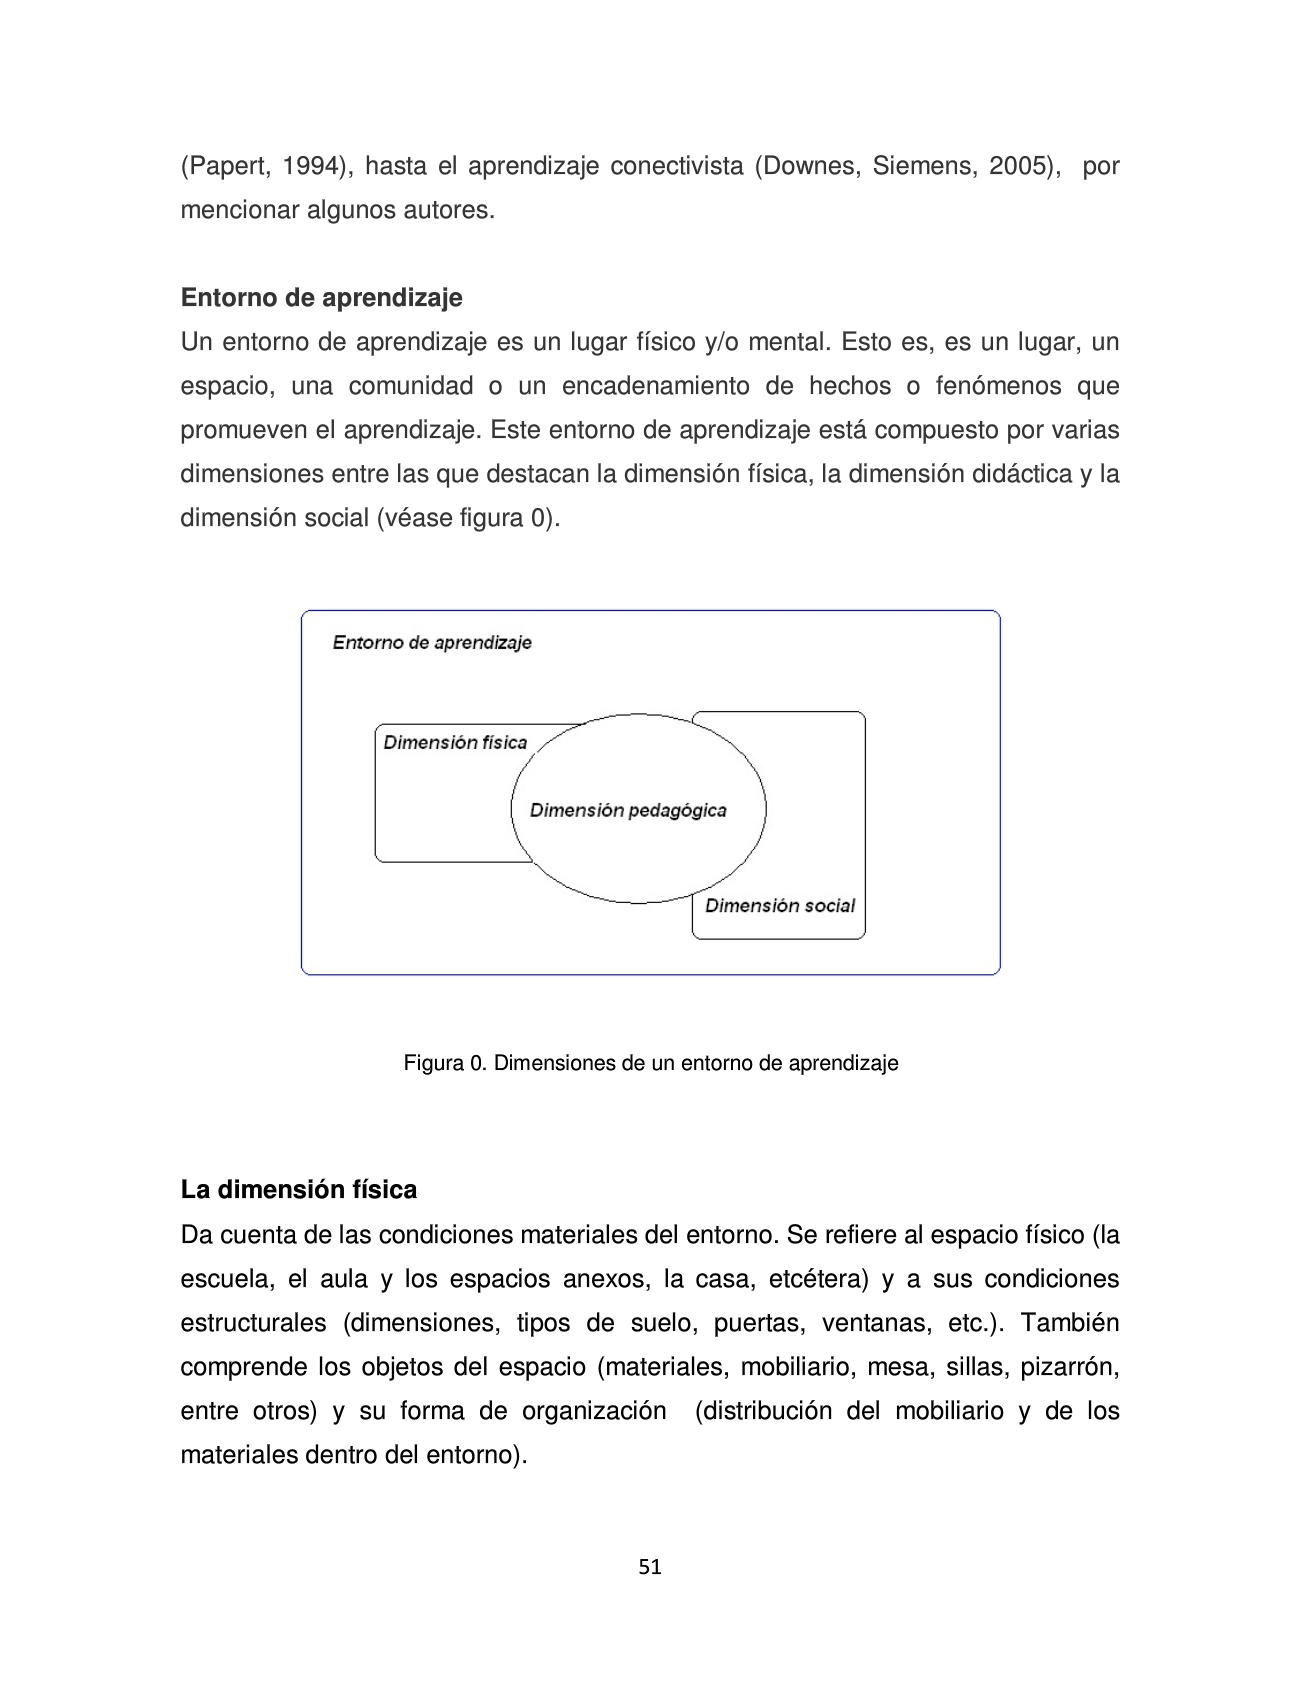 (Papert, 1994), hasta el aprendizaje conectivista (Downes, Siemens, 2005), por
mencionar algunos autores.
Entorno de aprendizaje
Un entorno de aprendizaje es un lugar físico y/o mental. Esto es, es un lugar, un
espacio, una comunidad o un encadenamiento de hechos o fenómenos que
promueven el aprendizaje. Este entorno de aprendizaje está compuesto por varias
dimensiones entre las que destacan la dimensión física, la dimensión didáctica y la
dimensión social (véase figura 0).
Entorno de aprendizaje
Dimensión física
Dimensión pedagógica
Dimensión social
Figura 0. Dimensiones de un entorno de aprendizaje
La dimensión física
Da cuenta de las condiciones materiales del entorno. Se refiere al espacio físico (la
escuela, el aula y los espacios anexos, la casa, etcétera) y a sus condiciones
estructurales (dimensiones, tipos de suelo, puertas, ventanas, etc.). También
comprende los objetos del espacio (materiales, mobiliario, mesa, sillas, pizarrón,
entre otros) y su forma de organización (distribución del mobiliario y de los
materiales dentro del entorno).
51